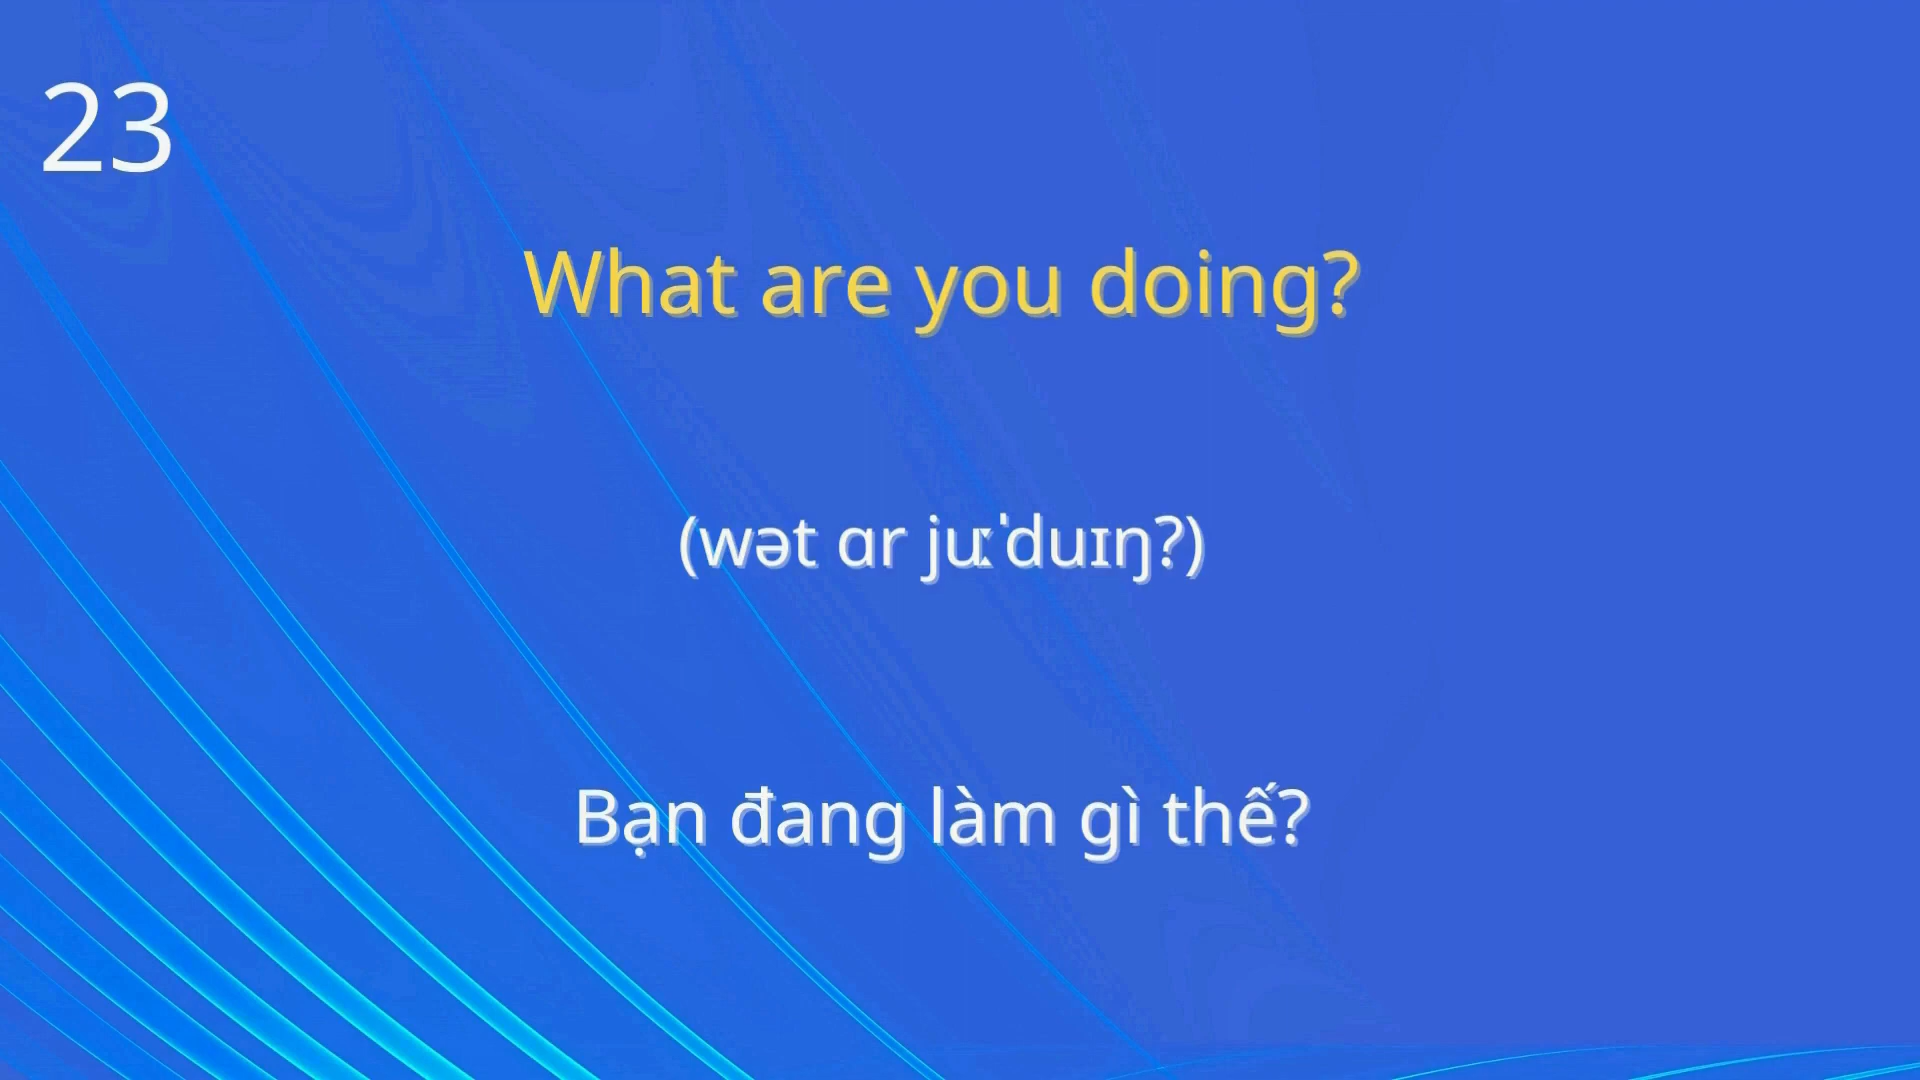 23
What are you doing?
(wət ɑr juːˈduɪŋ?)
Bạn đang làm gì thế?